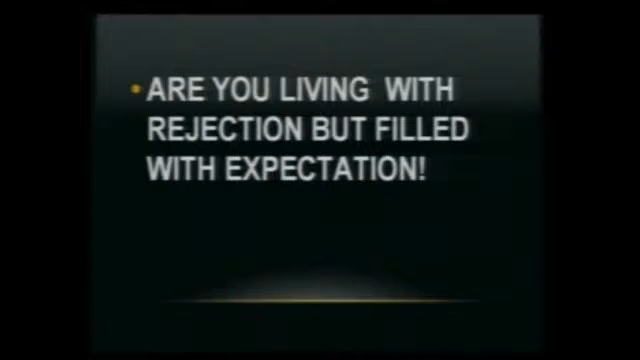 • ARE YOU LIVING WITH
REJECTION BUT FILLED
WITH EXPECTATION!